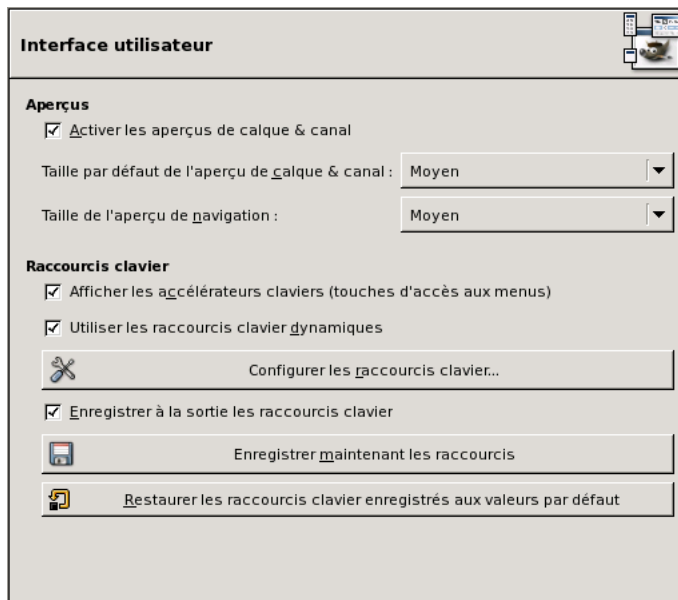 Interface utilisateur
Aperçus
Activer les aperçus de calque & canal
Taille par défaut de l'aperçu de calque & canal : Moyen
Taille de l'aperçu de navigation : Moyen
Raccourcis clavier
Afficher les accélérateurs claviers (touches d'accès aux menus)
Utiliser les raccourcis clavier dynamiques
Configurer les raccourcis clavier...
Enregistrer à la sortie les raccourcis clavier
Enregistrer maintenant les raccourcis
Restaurer les raccourcis clavier enregistrés aux valeurs par défaut